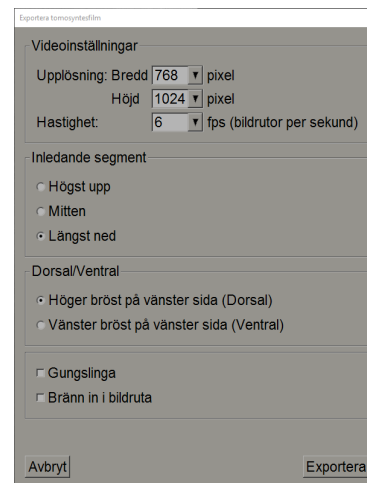 Exportera tomosyntesfilm
Videoinställningar
Upplösning: Bredd 768 pixel
Höjd 1024 pixel
Hastighet: 6 fps (bildrutor per sekund)
Inledande segment
Högst upp
Mitten
Längst ned
Dorsal/Ventral
Höger bröst på vänster sida (Dorsal)
Vänster bröst på vänster sida (Ventral)
Gungslinga
Bränn in i bildruta
Avbryt Exportera